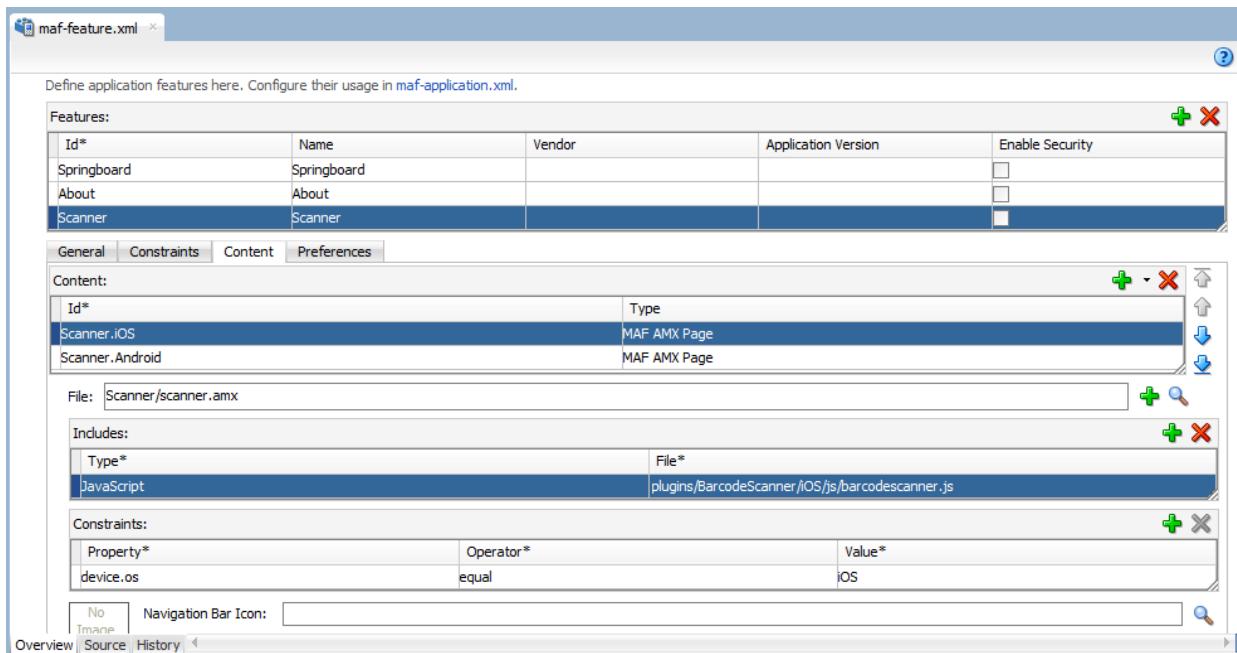 maf-feature.xml
Define application features here. Configure their usage in maf-application.xml.
Features:
Id* Name Vendor Application Version Enable Security
Springboard Springboard
About About
Scanner Scanner
General Constraints Content Preferences
Content:
Id* Type
Scanner.iOS MAF AMX Page
Scanner.Android MAF AMX Page
File: Scanner/scanner.amx
Includes:
Type* File*
JavaScript plugins/BarcodeScanner/iOS/js/barcodescanner.js
Constraints:
Property* Operator* Value*
device.os equal iOS
No
Image
Navigation Bar Icon:
Overview Source History